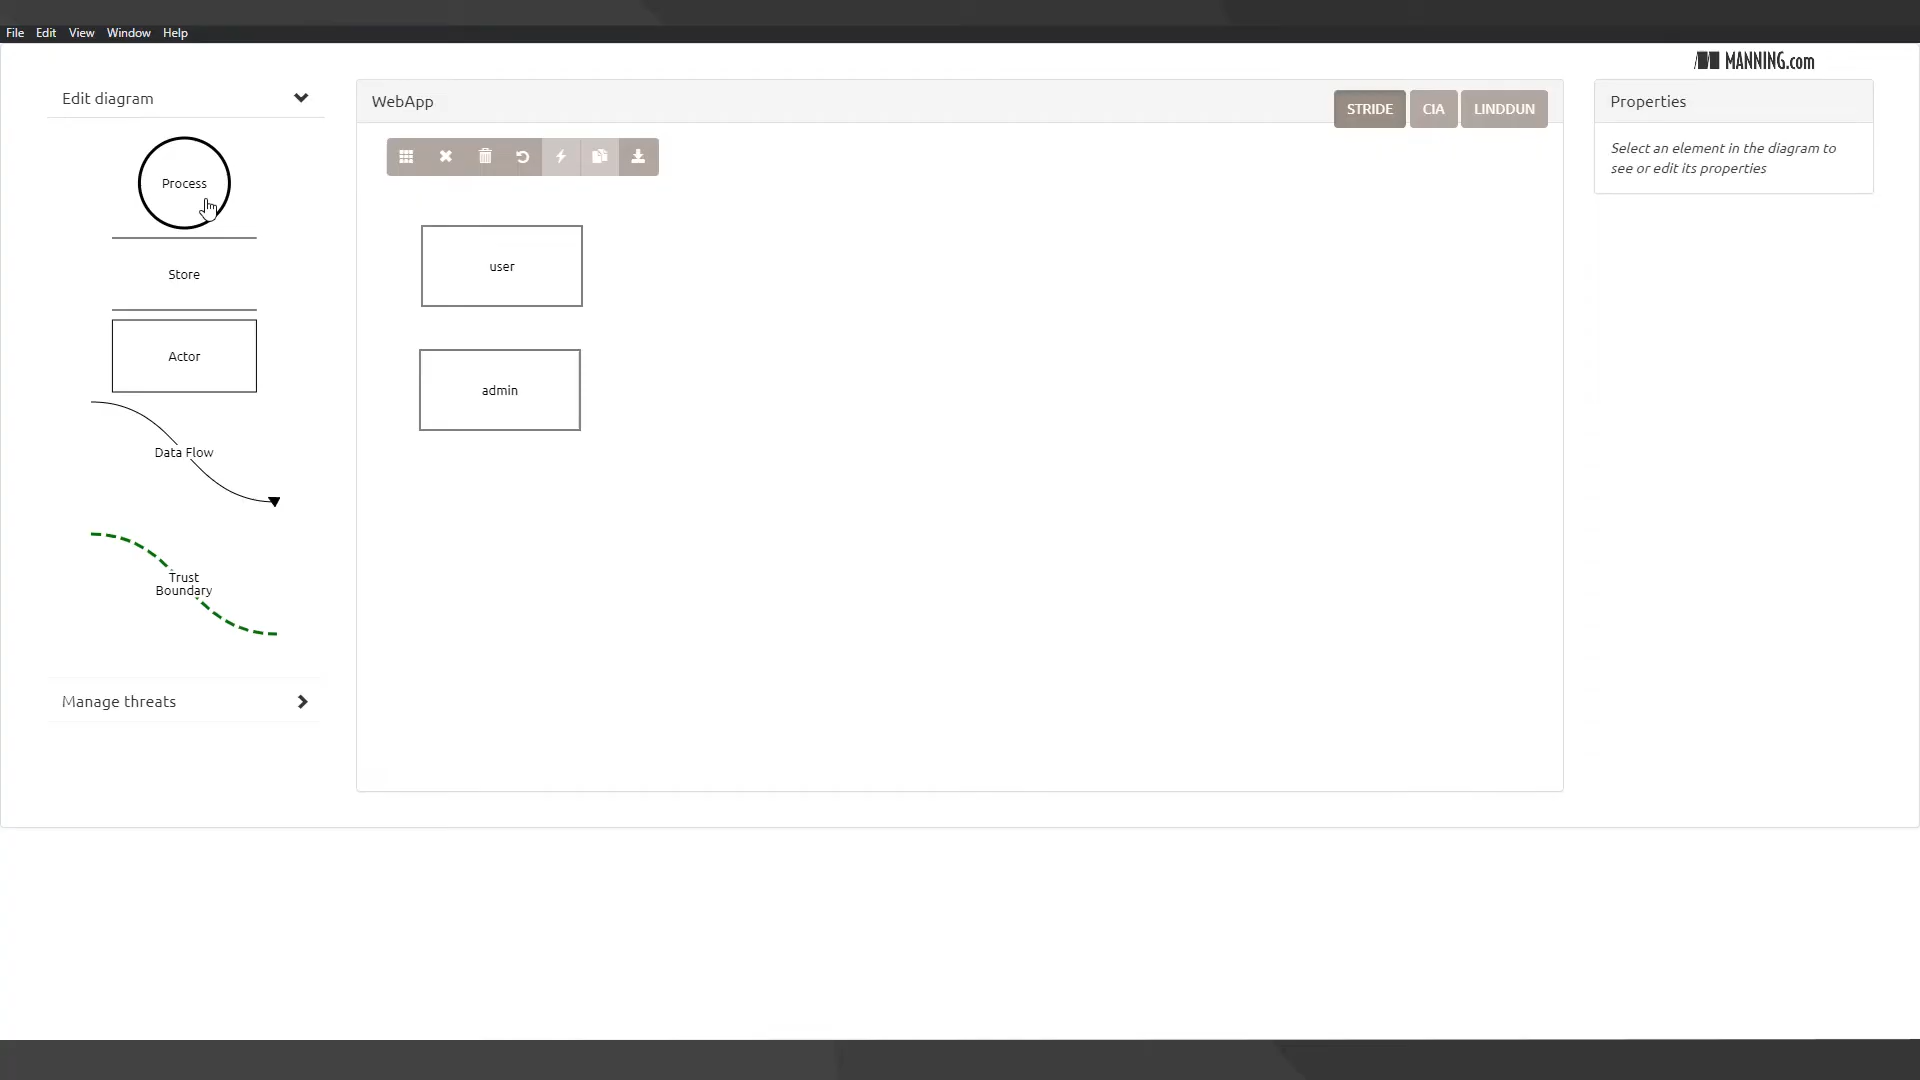 File Edit View Window Help
MANNING.com
Edit diagram
Process
Store
Actor
Data Flow
Trust
Boundary
Manage threats
WebApp
STRIDE CIA LINDDUN
user
admin
Properties
Select an element in the diagram to
see or edit its properties